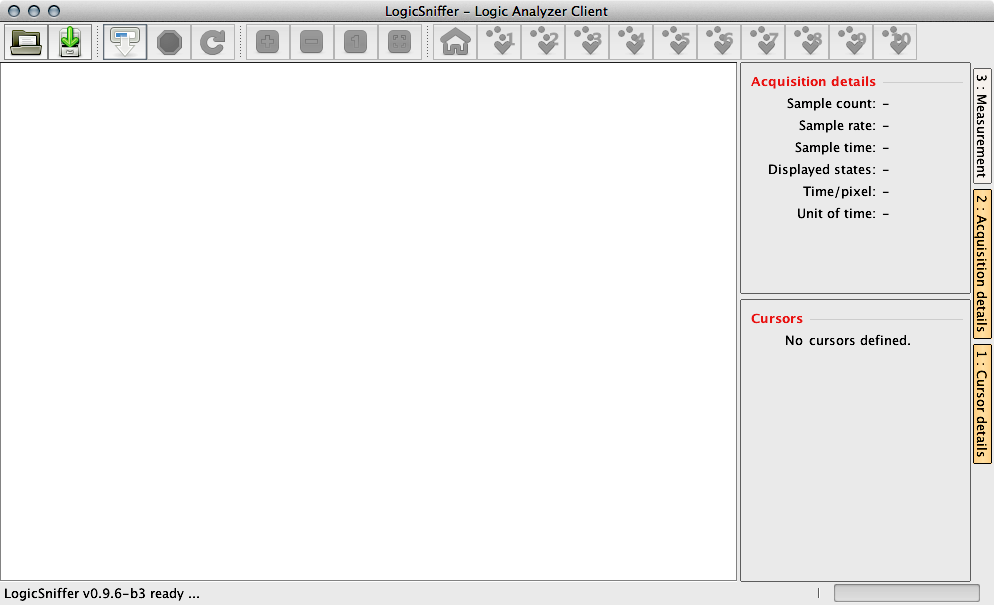 LogicSniffer – Logic Analyzer Client
1
1
2
3
4
5
6
7
8
9
10
Acquisition details
Sample count: –
Sample rate: –
Sample time: –
Displayed states: –
Time/pixel: –
Unit of time: –
Cursors
No cursors defined.
3 : Measurement
2 : Acquisition details
1 : Cursor details
LogicSniffer v0.9.6-b3 ready ...